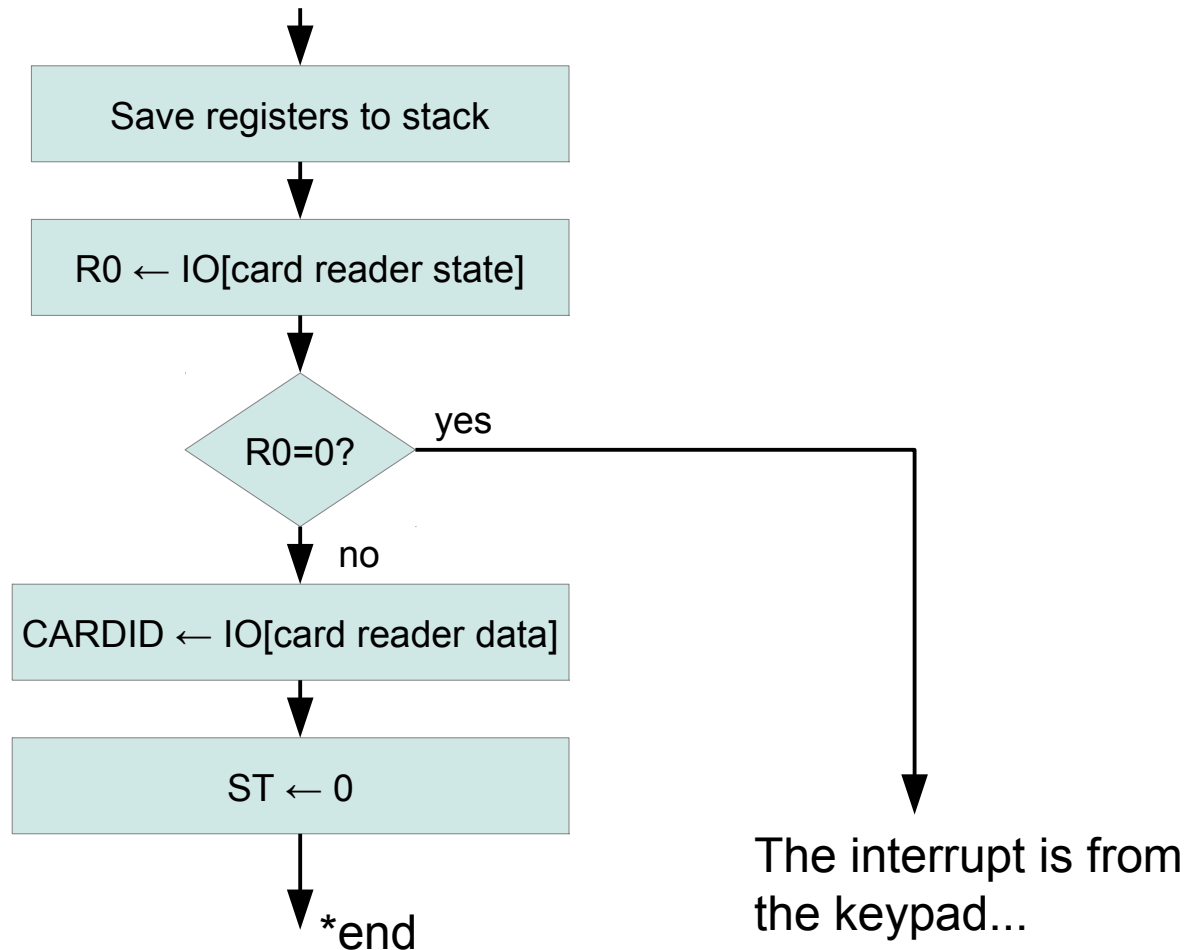 Save registers to stack
R0 ← IO[card reader state]
R0=0?
yes
no
CARDID ← IO[card reader data]
ST ← 0
*end
The interrupt is from
the keypad...